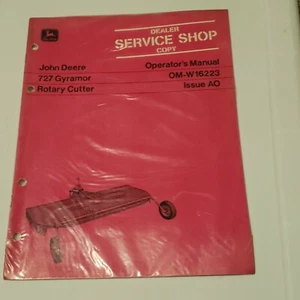 DEALER
SERVICE SHOP
COPY
John Deere
727 Gyramor
Rotary Cutter
Operator's Manual
OM-W16223
Issue A0